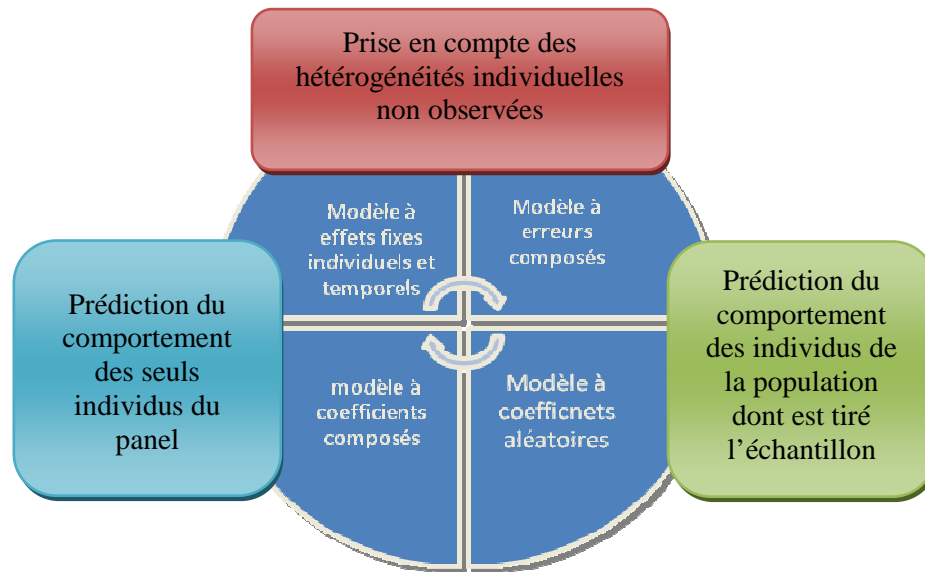 Prise en compte des
hétérogénéités individuelles
non observées
Modèle à
effets fixes
individuels et
temporels
Modèle à
erreurs
composés
Prédiction du
comportement
des seuls
individus du
panel
Prédiction du
comportement
des individus de
la population
dont est tiré
l’échantillon
modèle à
coefficients
composés
Modèle à
coefficnets
aléatoires